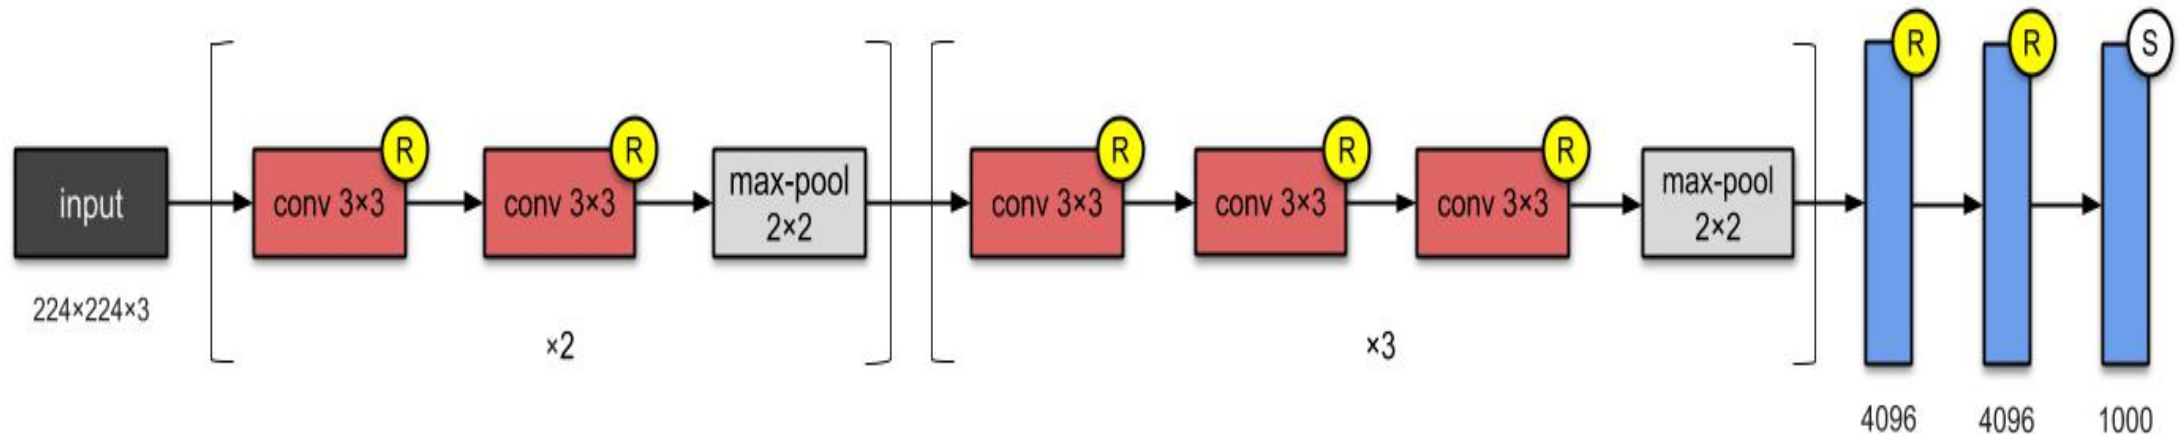 input
224×224×3
conv 3×3
R
conv 3×3
R
max-pool
2×2
×2
conv 3×3
R
conv 3×3
R
conv 3×3
R
max-pool
2×2
×3
R
4096
R
4096
S
1000